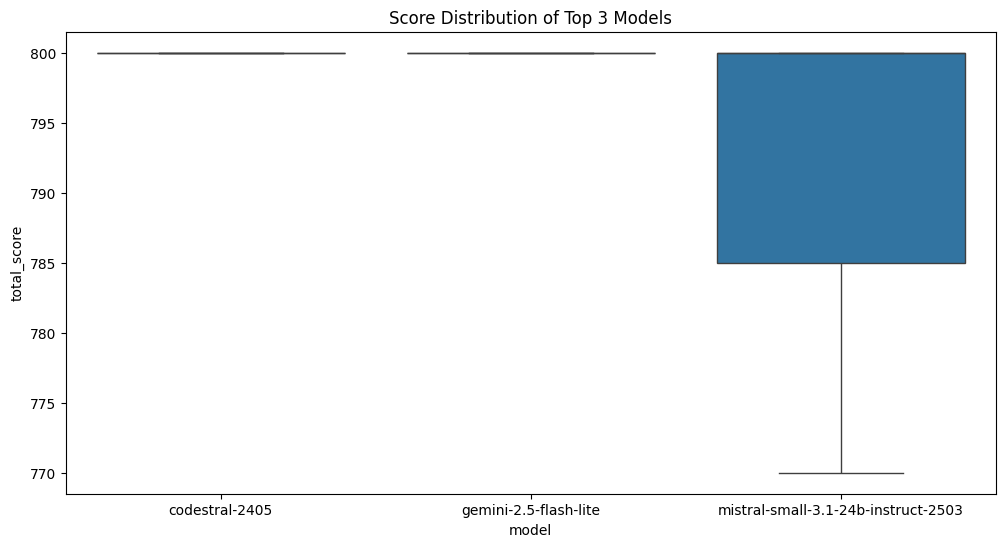 Score Distribution of Top 3 Models
total_score
800
795
790
785
780
775
770
codestral-2405 gemini-2.5-flash-lite mistral-small-3.1-24b-instruct-2503
model